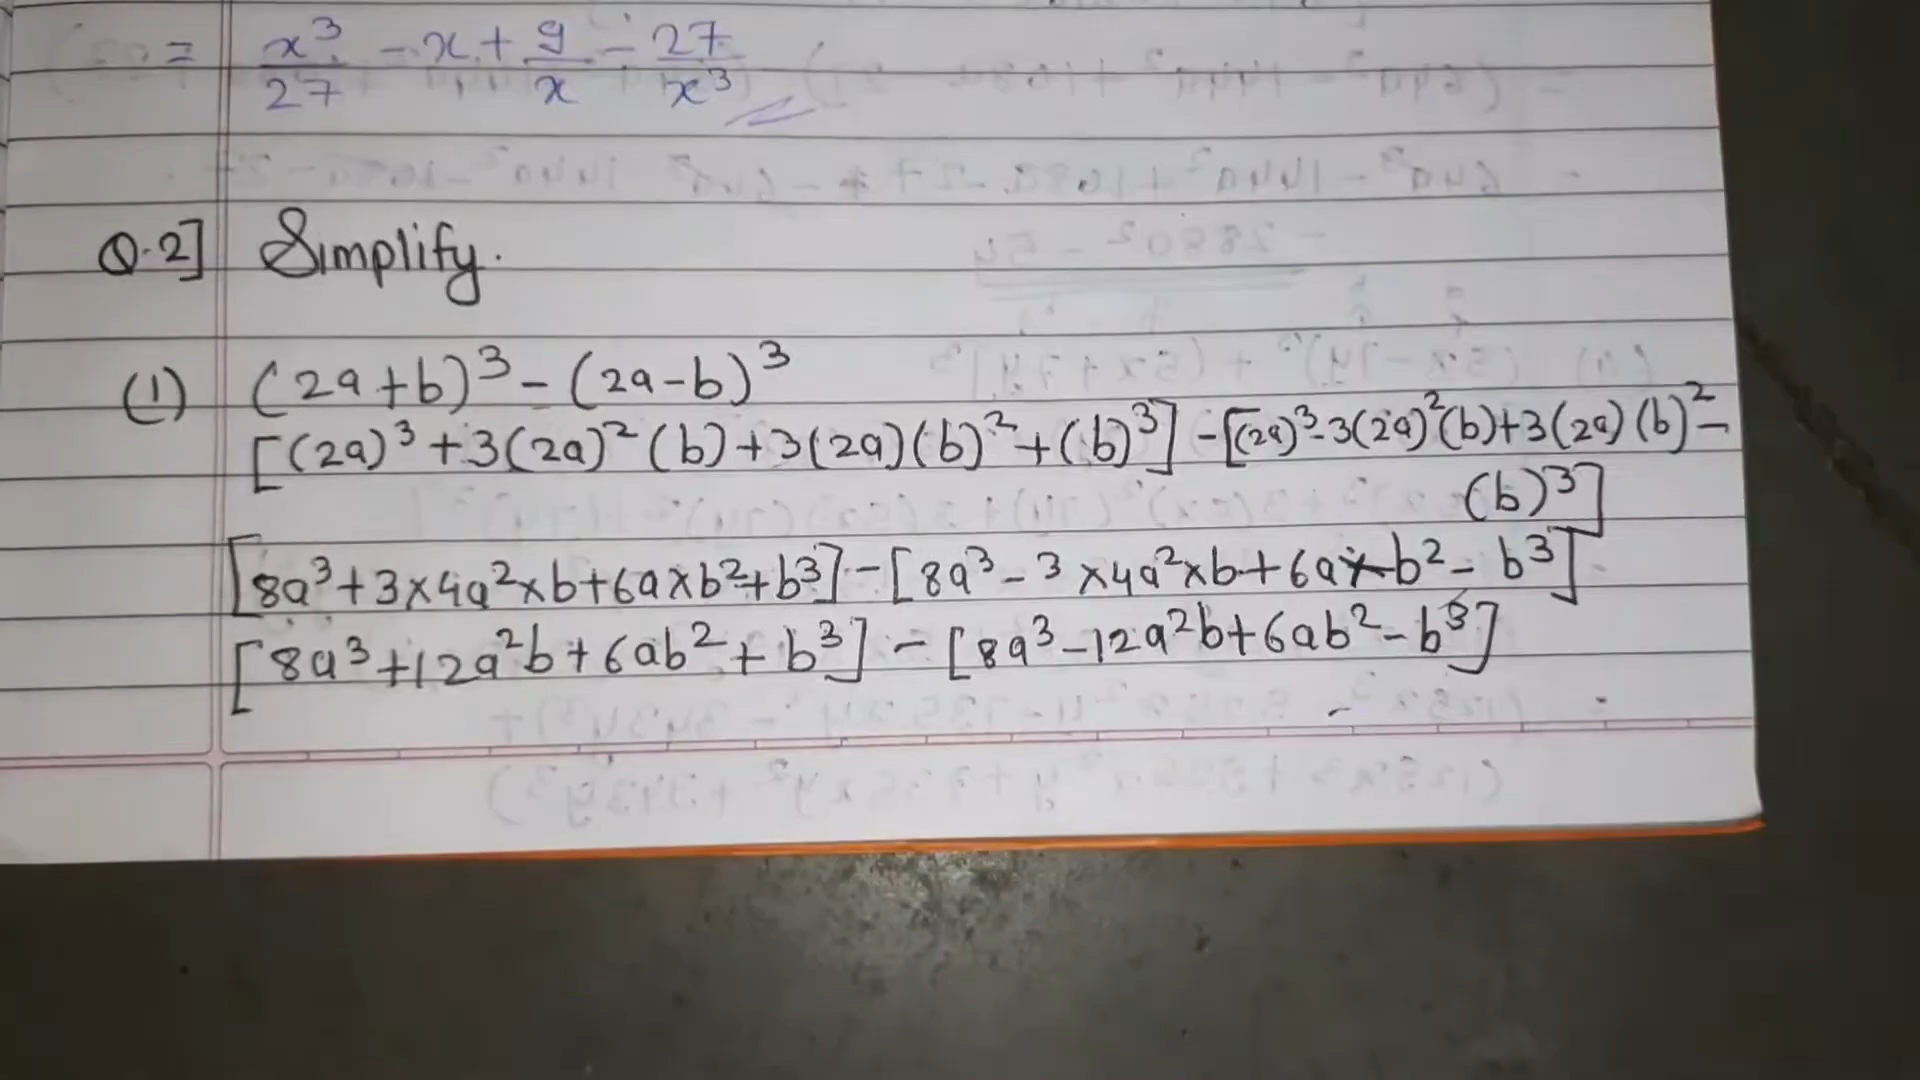 = x³/27 - x + 9/x - 27/x³
Q.2] Simplify.
(1) (2a+b)³ - (2a-b)³
[(2a)³ + 3(2a)² (b) + 3(2a)(b)² + (b)³] - [(2a)³ - 3(2a)²(b) + 3(2a)(b)² -
(b)³]
[8a³ + 3×4a²×b + 6a×b² + b³] - [8a³ - 3×4a²×b + 6a×b² - b³]
[8a³ + 12a²b + 6ab² + b³] - [8a³ - 12a²b + 6ab² - b³]